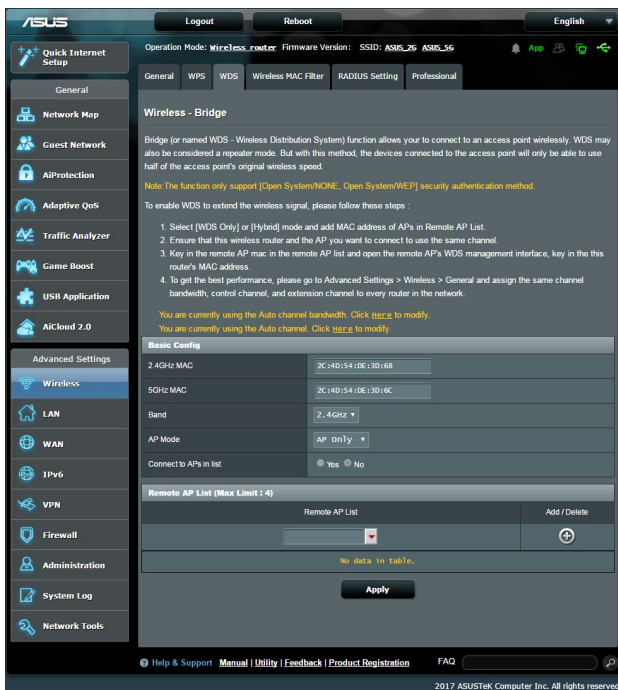 ASUS
Logout
Reboot
English
Quick Internet Setup
Operation Mode: Wireless router Firmware Version: SSID: ASUS_2G ASUS_5G
App
General WPS WDS Wireless MAC Filter RADIUS Setting Professional
General
Network Map
Guest Network
AiProtection
Adaptive QoS
Traffic Analyzer
Game Boost
USB Application
AiCloud 2.0
Advanced Settings
Wireless
LAN
WAN
IPv6
VPN
Firewall
Administration
System Log
Network Tools
Wireless - Bridge
Bridge (or named WDS - Wireless Distribution System) function allows your to connect to an access point wirelessly. WDS may
also be considered a repeater mode. But with this method, the devices connected to the access point will only be able to use
half of the access point's original wireless speed.
Note:The function only support [Open System/NONE, Open System/WEP] security authentication method.
To enable WDS to extend the wireless signal, please follow these steps :
1. Select [WDS Only] or [Hybrid] mode and add MAC address of APs in Remote AP List.
2. Ensure that this wireless router and the AP you want to connect to use the same channel.
3. Key in the remote AP mac in the remote AP list and open the remote AP's WDS management interface, key in the this
router's MAC address.
4. To get the best performance, please go to Advanced Settings > Wireless > General and assign the same channel
bandwidth, control channel, and extension channel to every router in the network.
You are currently using the Auto channel bandwidth. Click Here to modify.
You are currently using the Auto channel. Click Here to modify.
Basic Config
2.4GHz MAC 2C:4D:54:DE:3D:68
5GHz MAC 2C:4D:54:DE:3D:6C
Band 2.4GHz
AP Mode AP Only
Connect to APs in list Yes No
Remote AP List (Max Limit : 4)
Remote AP List Add / Delete
No data in table.
Apply
Help & Support Manual | Utility | Feedback | Product Registration FAQ
2017 ASUSTeK Computer Inc. All rights reserved